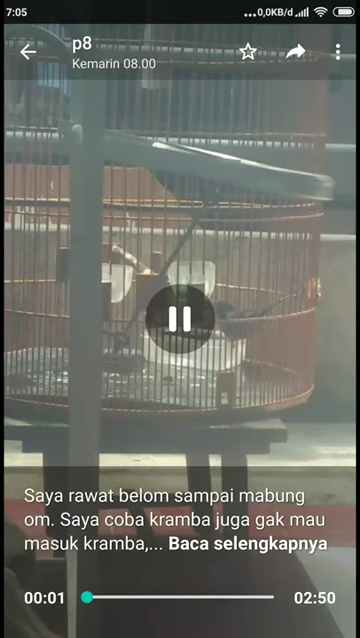 7:05
...0,0KB/d
p8
Kemarin 08.00
Saya rawat belom sampai mabung
om. Saya coba kramba juga gak mau
masuk kramba,... Baca selengkapnya
00:01
02:50